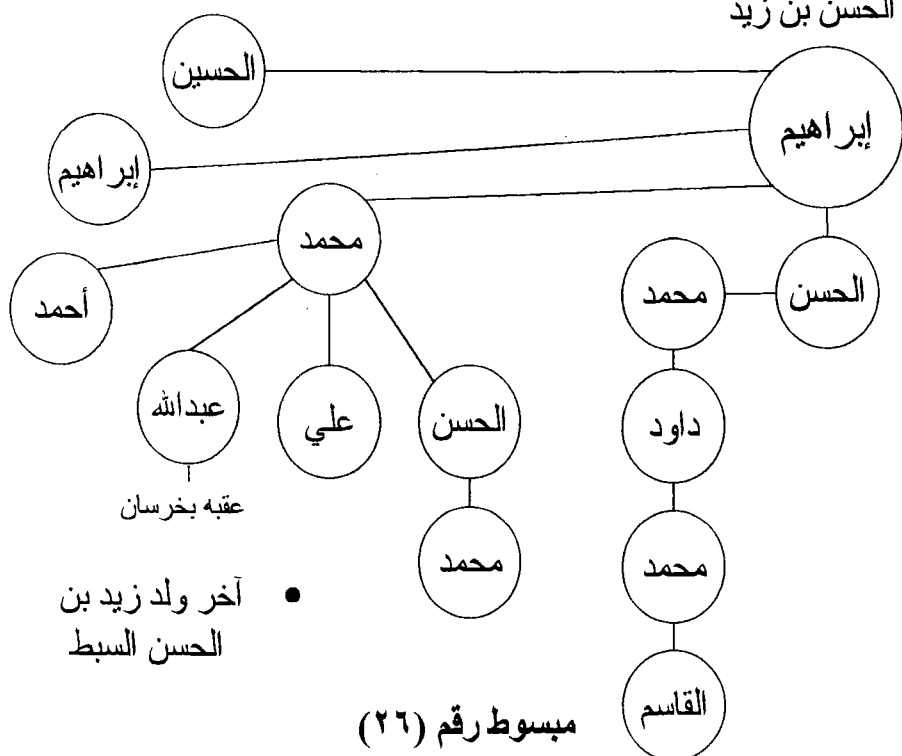 الحسن بن زيد
إبراهيم
الحسين
إبراهيم
محمد
الحسن
محمد
أحمد
داود
الحسن
علي
عبدالله
عقبه بخرسان
محمد
محمد
• آخر ولد زيد بن
الحسن السبط
القاسم
مبسوط رقم (٢٦)